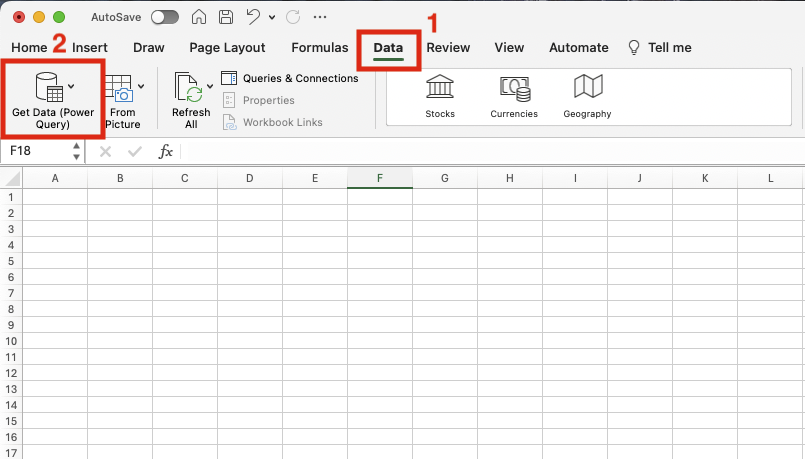 AutoSave
1
Home 2 Insert Draw Page Layout Formulas Data Review View Automate Tell me
Get Data (Power
Query)
From
Picture
Refresh
All
Queries & Connections
Properties
Workbook Links
Stocks
Currencies
Geography
F18
fx
A B C D E F G H I J K L
1
2
3
4
5
6
7
8
9
10
11
12
13
14
15
16
17